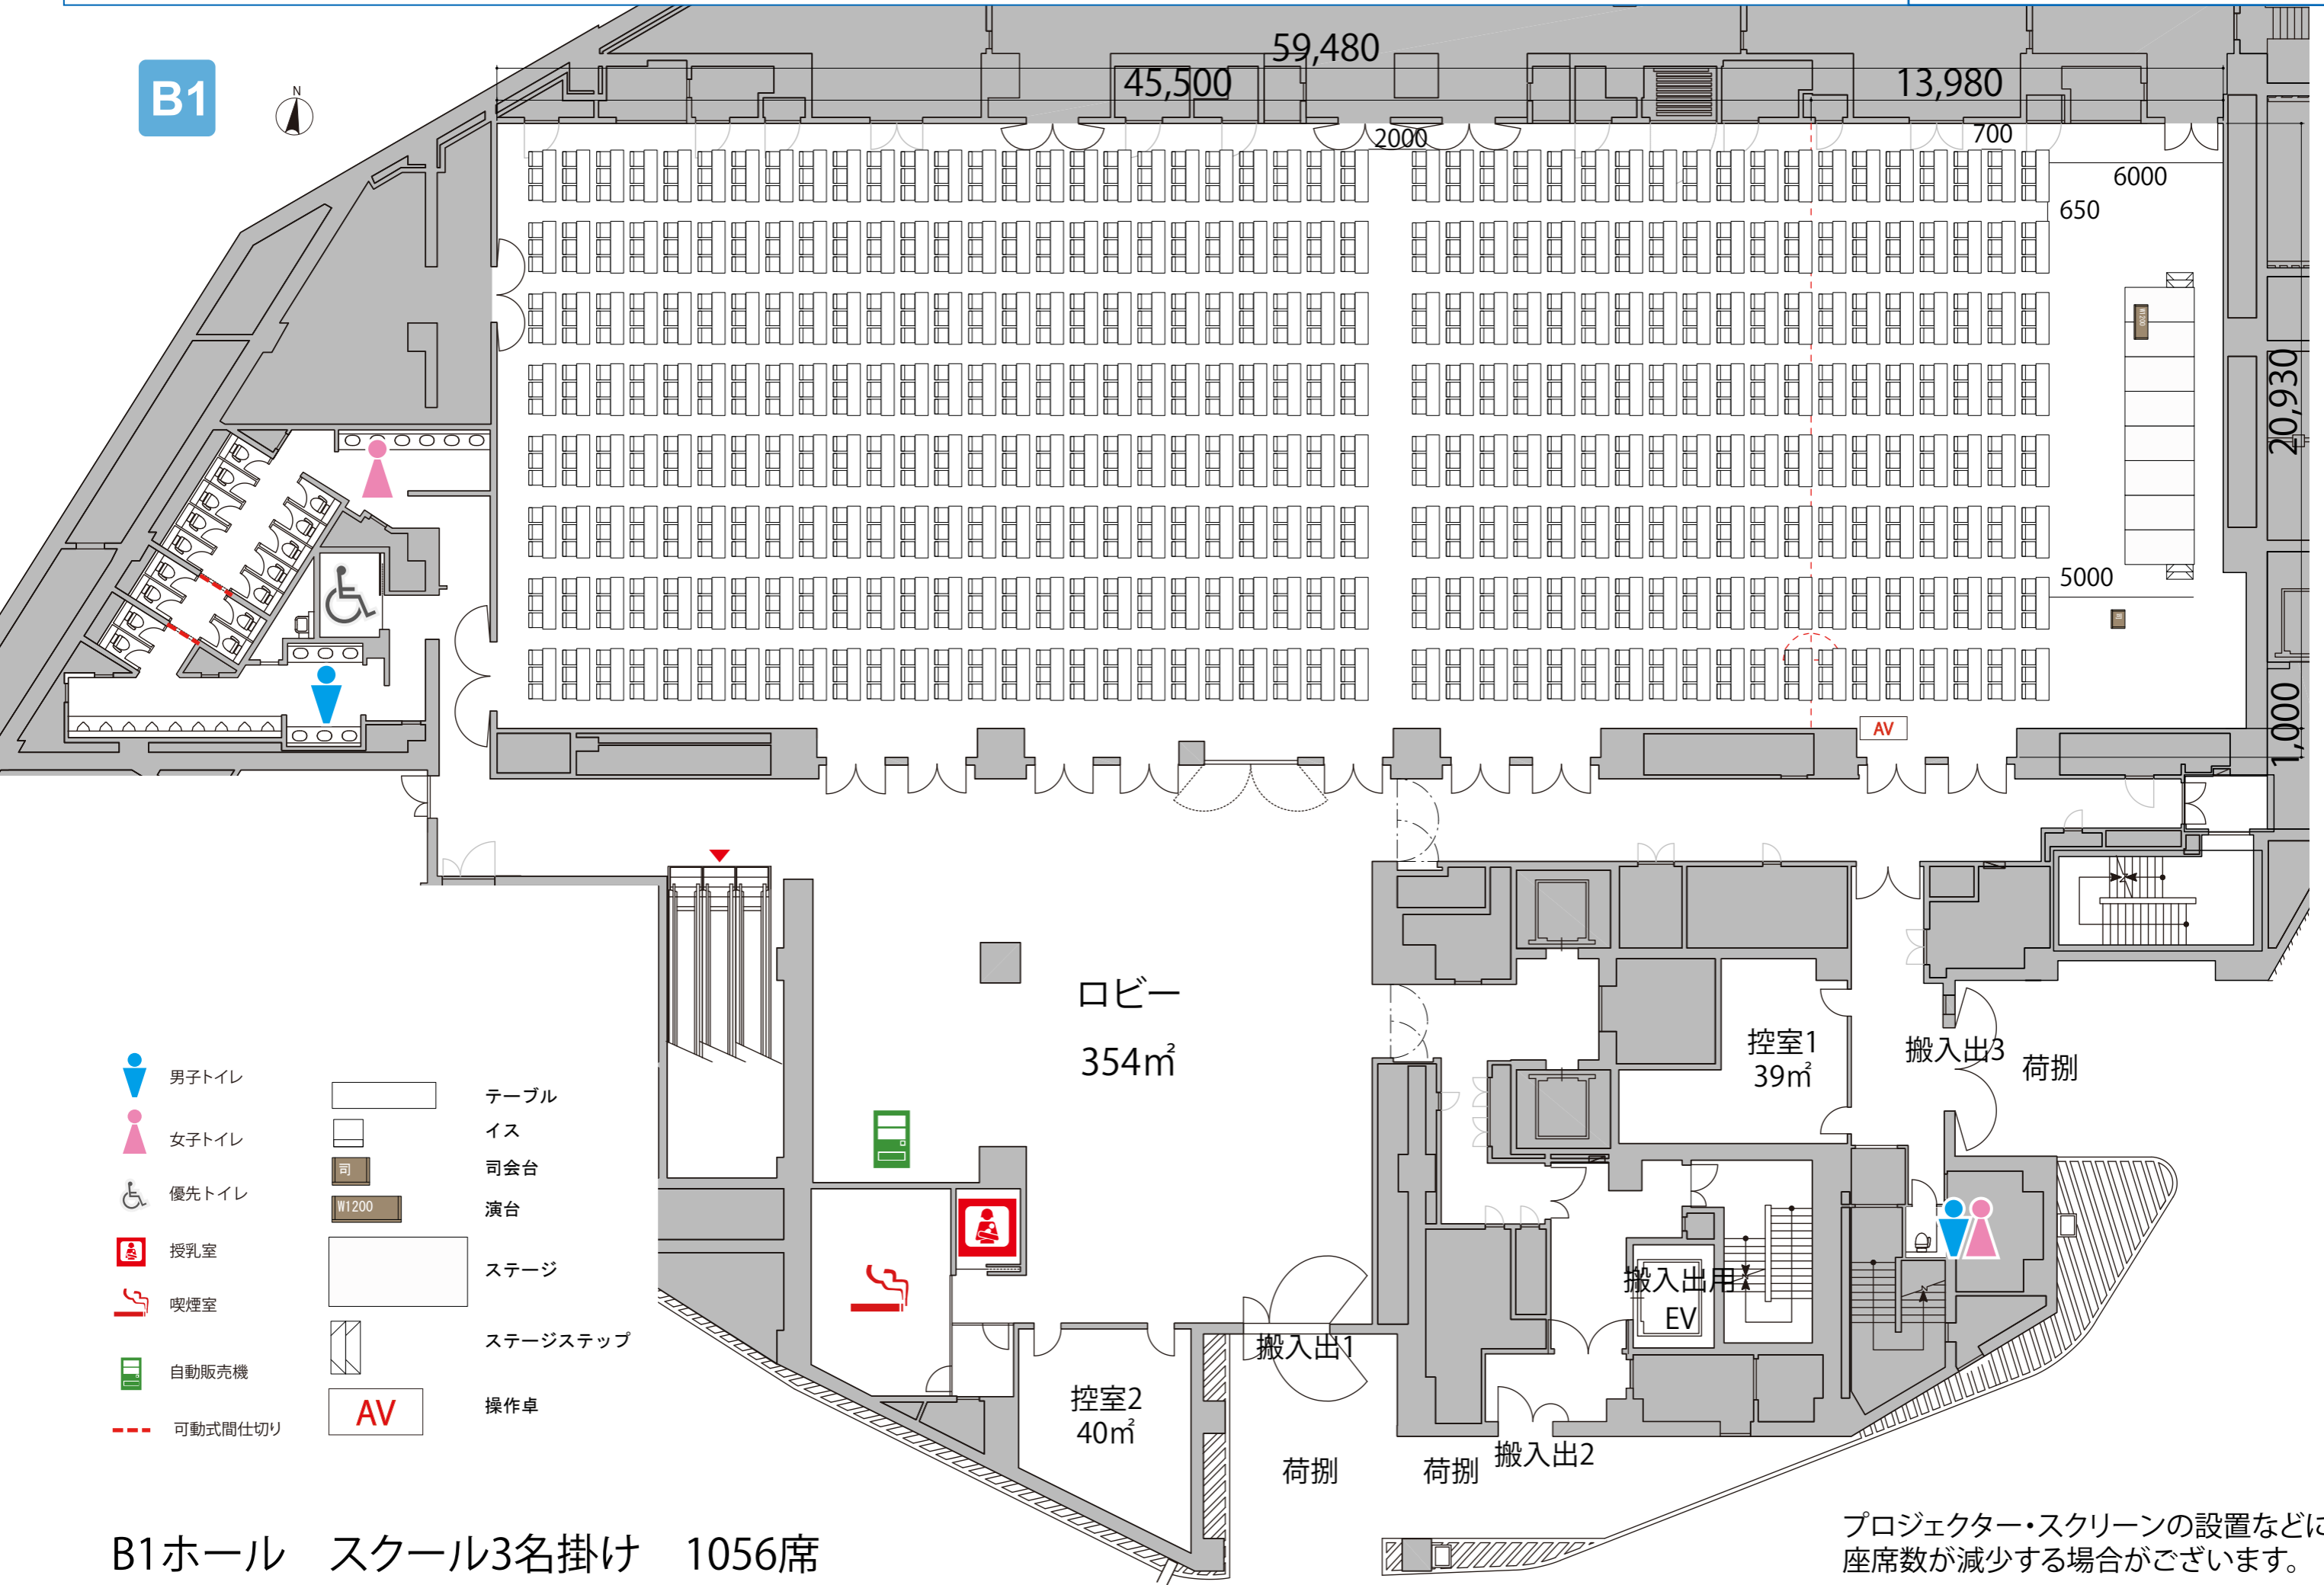 B1
N
59,480
45,500
13,980
2000
700
6000
650
W1200
20,930
5000
司
1,000
AV
ロビー
354㎡
控室1
39㎡
搬入出3
荷捌
男子トイレ
女子トイレ
優先トイレ
授乳室
喫煙室
自動販売機
可動式間仕切り
テーブル
イス
司
司会台
W1200
演台
ステージ
ステージステップ
AV
操作卓
搬入出用
EV
搬入出1
控室2
40㎡
搬入出2
荷捌
荷捌
B1ホール スクール3名掛け 1056席
プロジェクター・スクリーンの設置などに
座席数が減少する場合がございます。